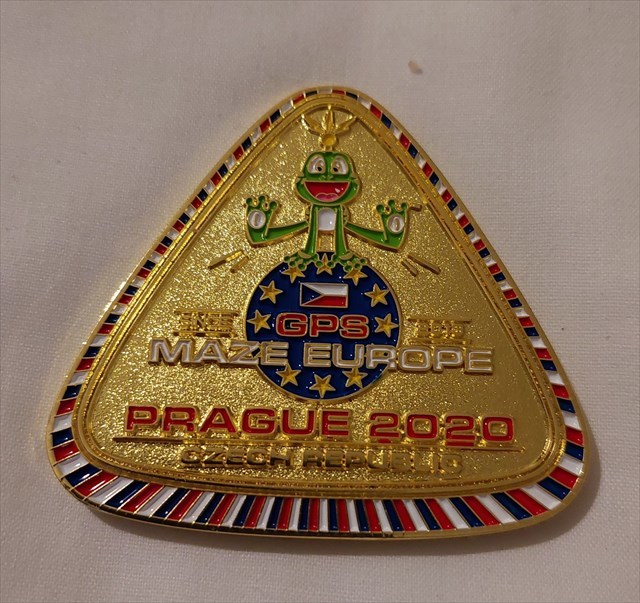 GPS
MAZE EUROPE
PRAGUE 2020
CZECH REPUBLIC